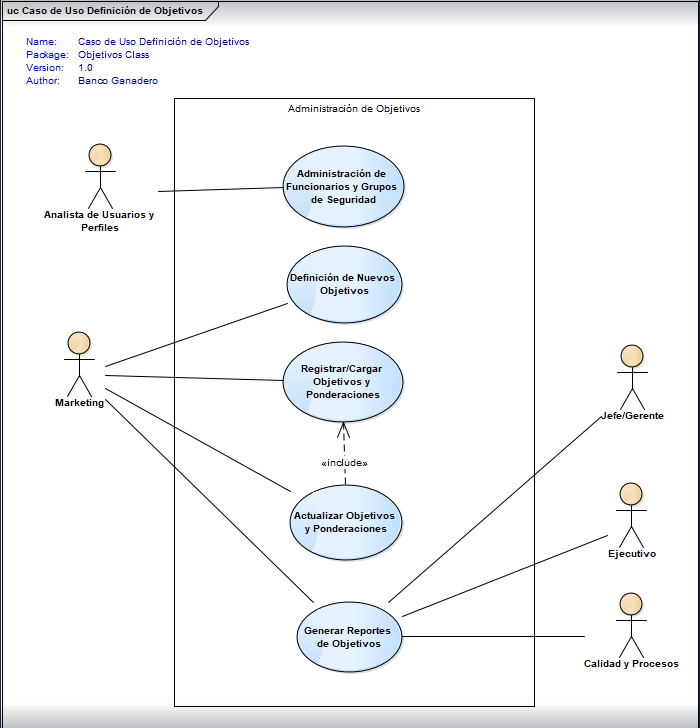 uc Caso de Uso Definición de Objetivos
Name: Caso de Uso Definición de Objetivos
Package: Objetivos Class
Version: 1.0
Author: Banco Ganadero
Administración de Objetivos
Administración de
Funcionarios y Grupos
de Seguridad
Analista de Usuarios y
Perfiles
Definición de Nuevos
Objetivos
Registrar/Cargar
Objetivos y
Ponderaciones
Marketing
Jefe/Gerente
«include»
Actualizar Objetivos
y Ponderaciones
Ejecutivo
Generar Reportes
de Objetivos
Calidad y Procesos